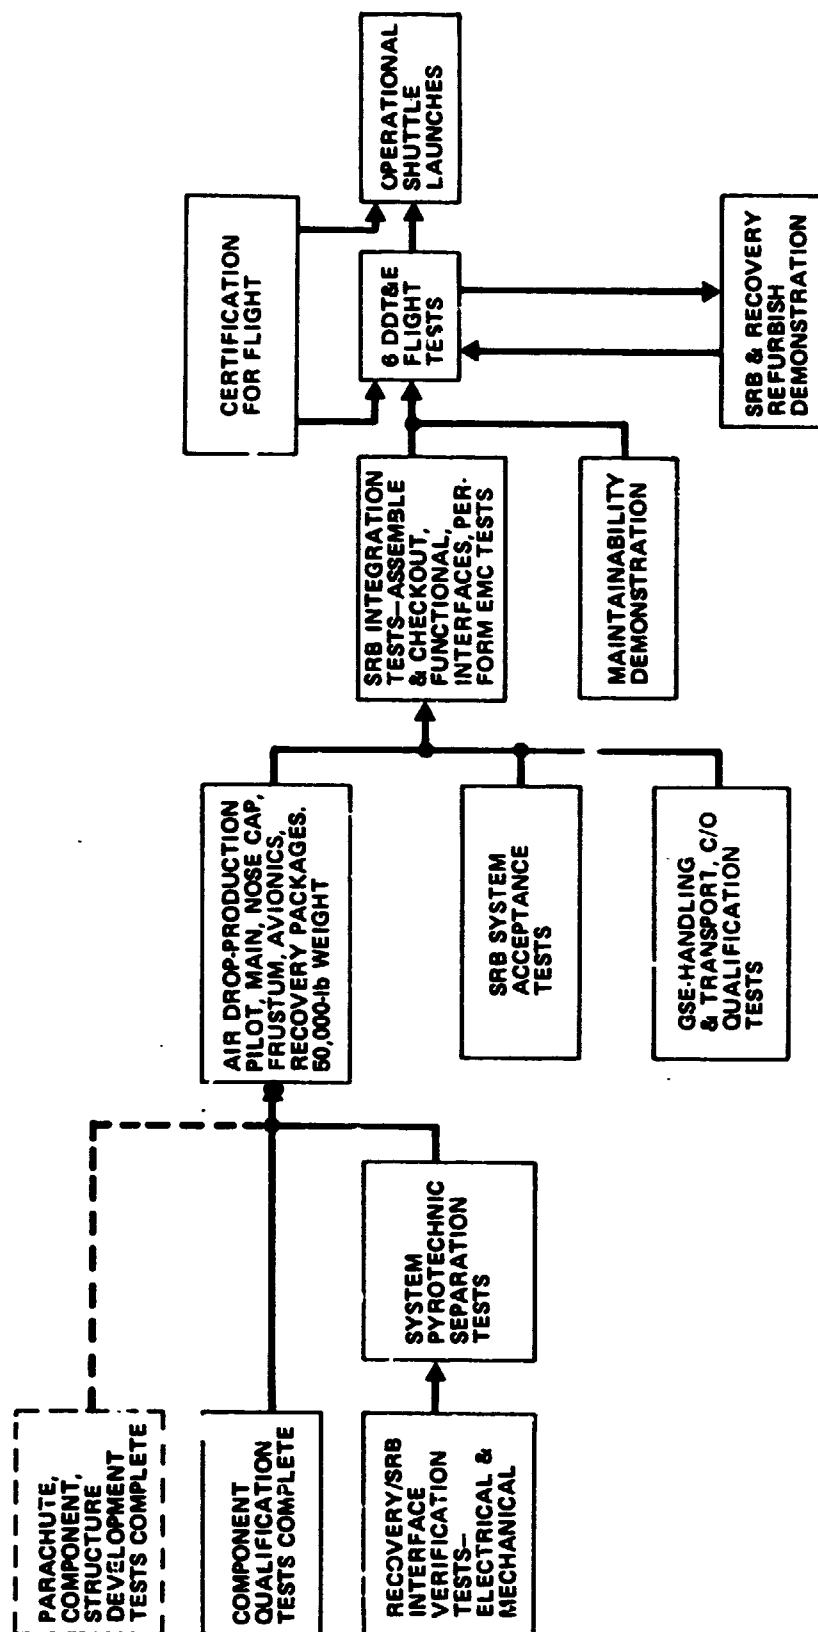 PARACHUTE,
COMPONENT,
STRUCTURE
DEVELOPMENT
TESTS COMPLETE
COMPONENT
QUALIFICATION
TESTS COMPLETE
RECOVERY/SRB
INTERFACE
VERIFICATION
TESTS—
ELECTRICAL &
MECHANICAL
SYSTEM
PYROTECHNIC
SEPARATION
TESTS
AIR DROP-PRODUCTION
PILOT, MAIN, NOSE CAP,
FRUSTUM, AVIONICS,
RECOVERY PACKAGES.
50,000-lb WEIGHT
SRB SYSTEM
ACCEPTANCE
TESTS
GSE-HANDLING
& TRANSPORT, C/O
QUALIFICATION
TESTS
SRB INTEGRATION
TESTS—ASSEMBLE
& CHECKOUT,
FUNCTIONAL,
INTERFACES, PER-
FORM EMC TESTS
MAINTAINABILITY
DEMONSTRATION
CERTIFICATION
FOR FLIGHT
6 DDT&E
FLIGHT
TESTS
SRB & RECOVERY
REFURBISH
DEMONSTRATION
OPERATIONAL
SHUTTLE
LAUNCHES